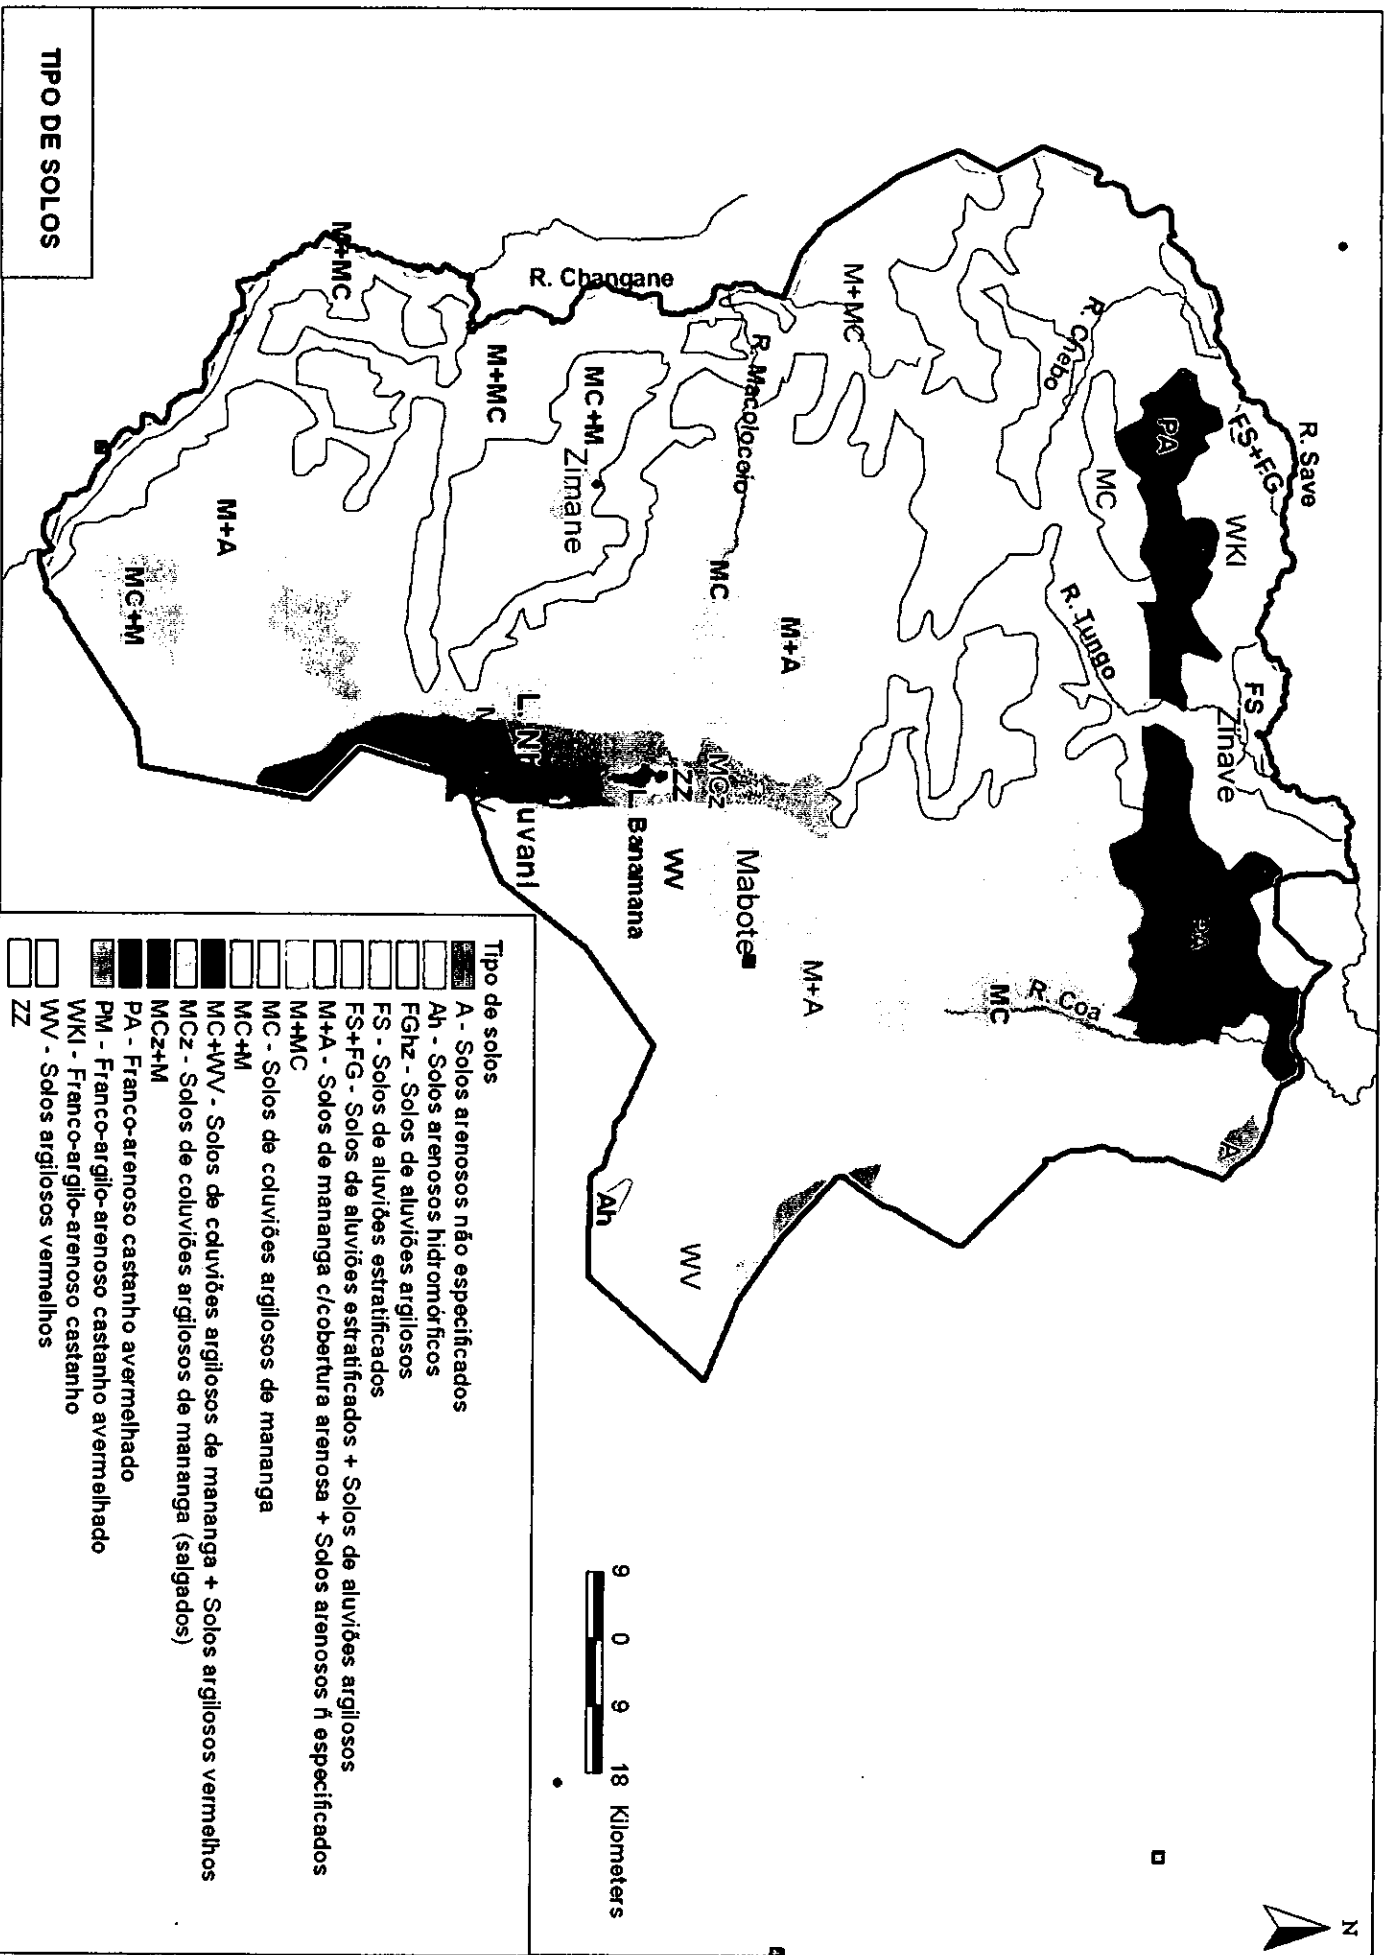 TIPO DE SOLOS
N
R. Save
FS+FG
WKI
FS
Zinave
PA
PA
A
R. Chebo
MC
R. Tungo
R. Coa
MC
M+MC
M+A
M+A
R. Macolocolo
MC
Mabote
MCz
ZZ
WV
WV
L. Banamana
Ah
R. Changane
MC+M
Zimane
M+MC
uvani
M+MC
M+A
MC+M
9 0 9 18 Kilometers
Tipo de solos
A - Solos arenosos não especificados
Ah - Solos arenosos hidromórficos
FGhz - Solos de aluviões argilosos
FS - Solos de aluviões estratificados
FS+FG - Solos de aluviões estratificados + Solos de aluviões argilosos
M+A - Solos de mananga c/cobertura arenosa + Solos arenosos ñ especificados
M+MC
MC - Solos de coluviões argilosos de mananga
MC+M
MC+WV - Solos de coluviões argilosos de mananga + Solos argilosos vermelhos
MCz - Solos de coluviões argilosos de mananga (salgados)
MCz+M
PA - Franco-arenoso castanho avermelhado
PM - Franco-argilo-arenoso castanho avermelhado
WKI - Franco-argilo-arenoso castanho
WV - Solos argilosos vermelhos
ZZ